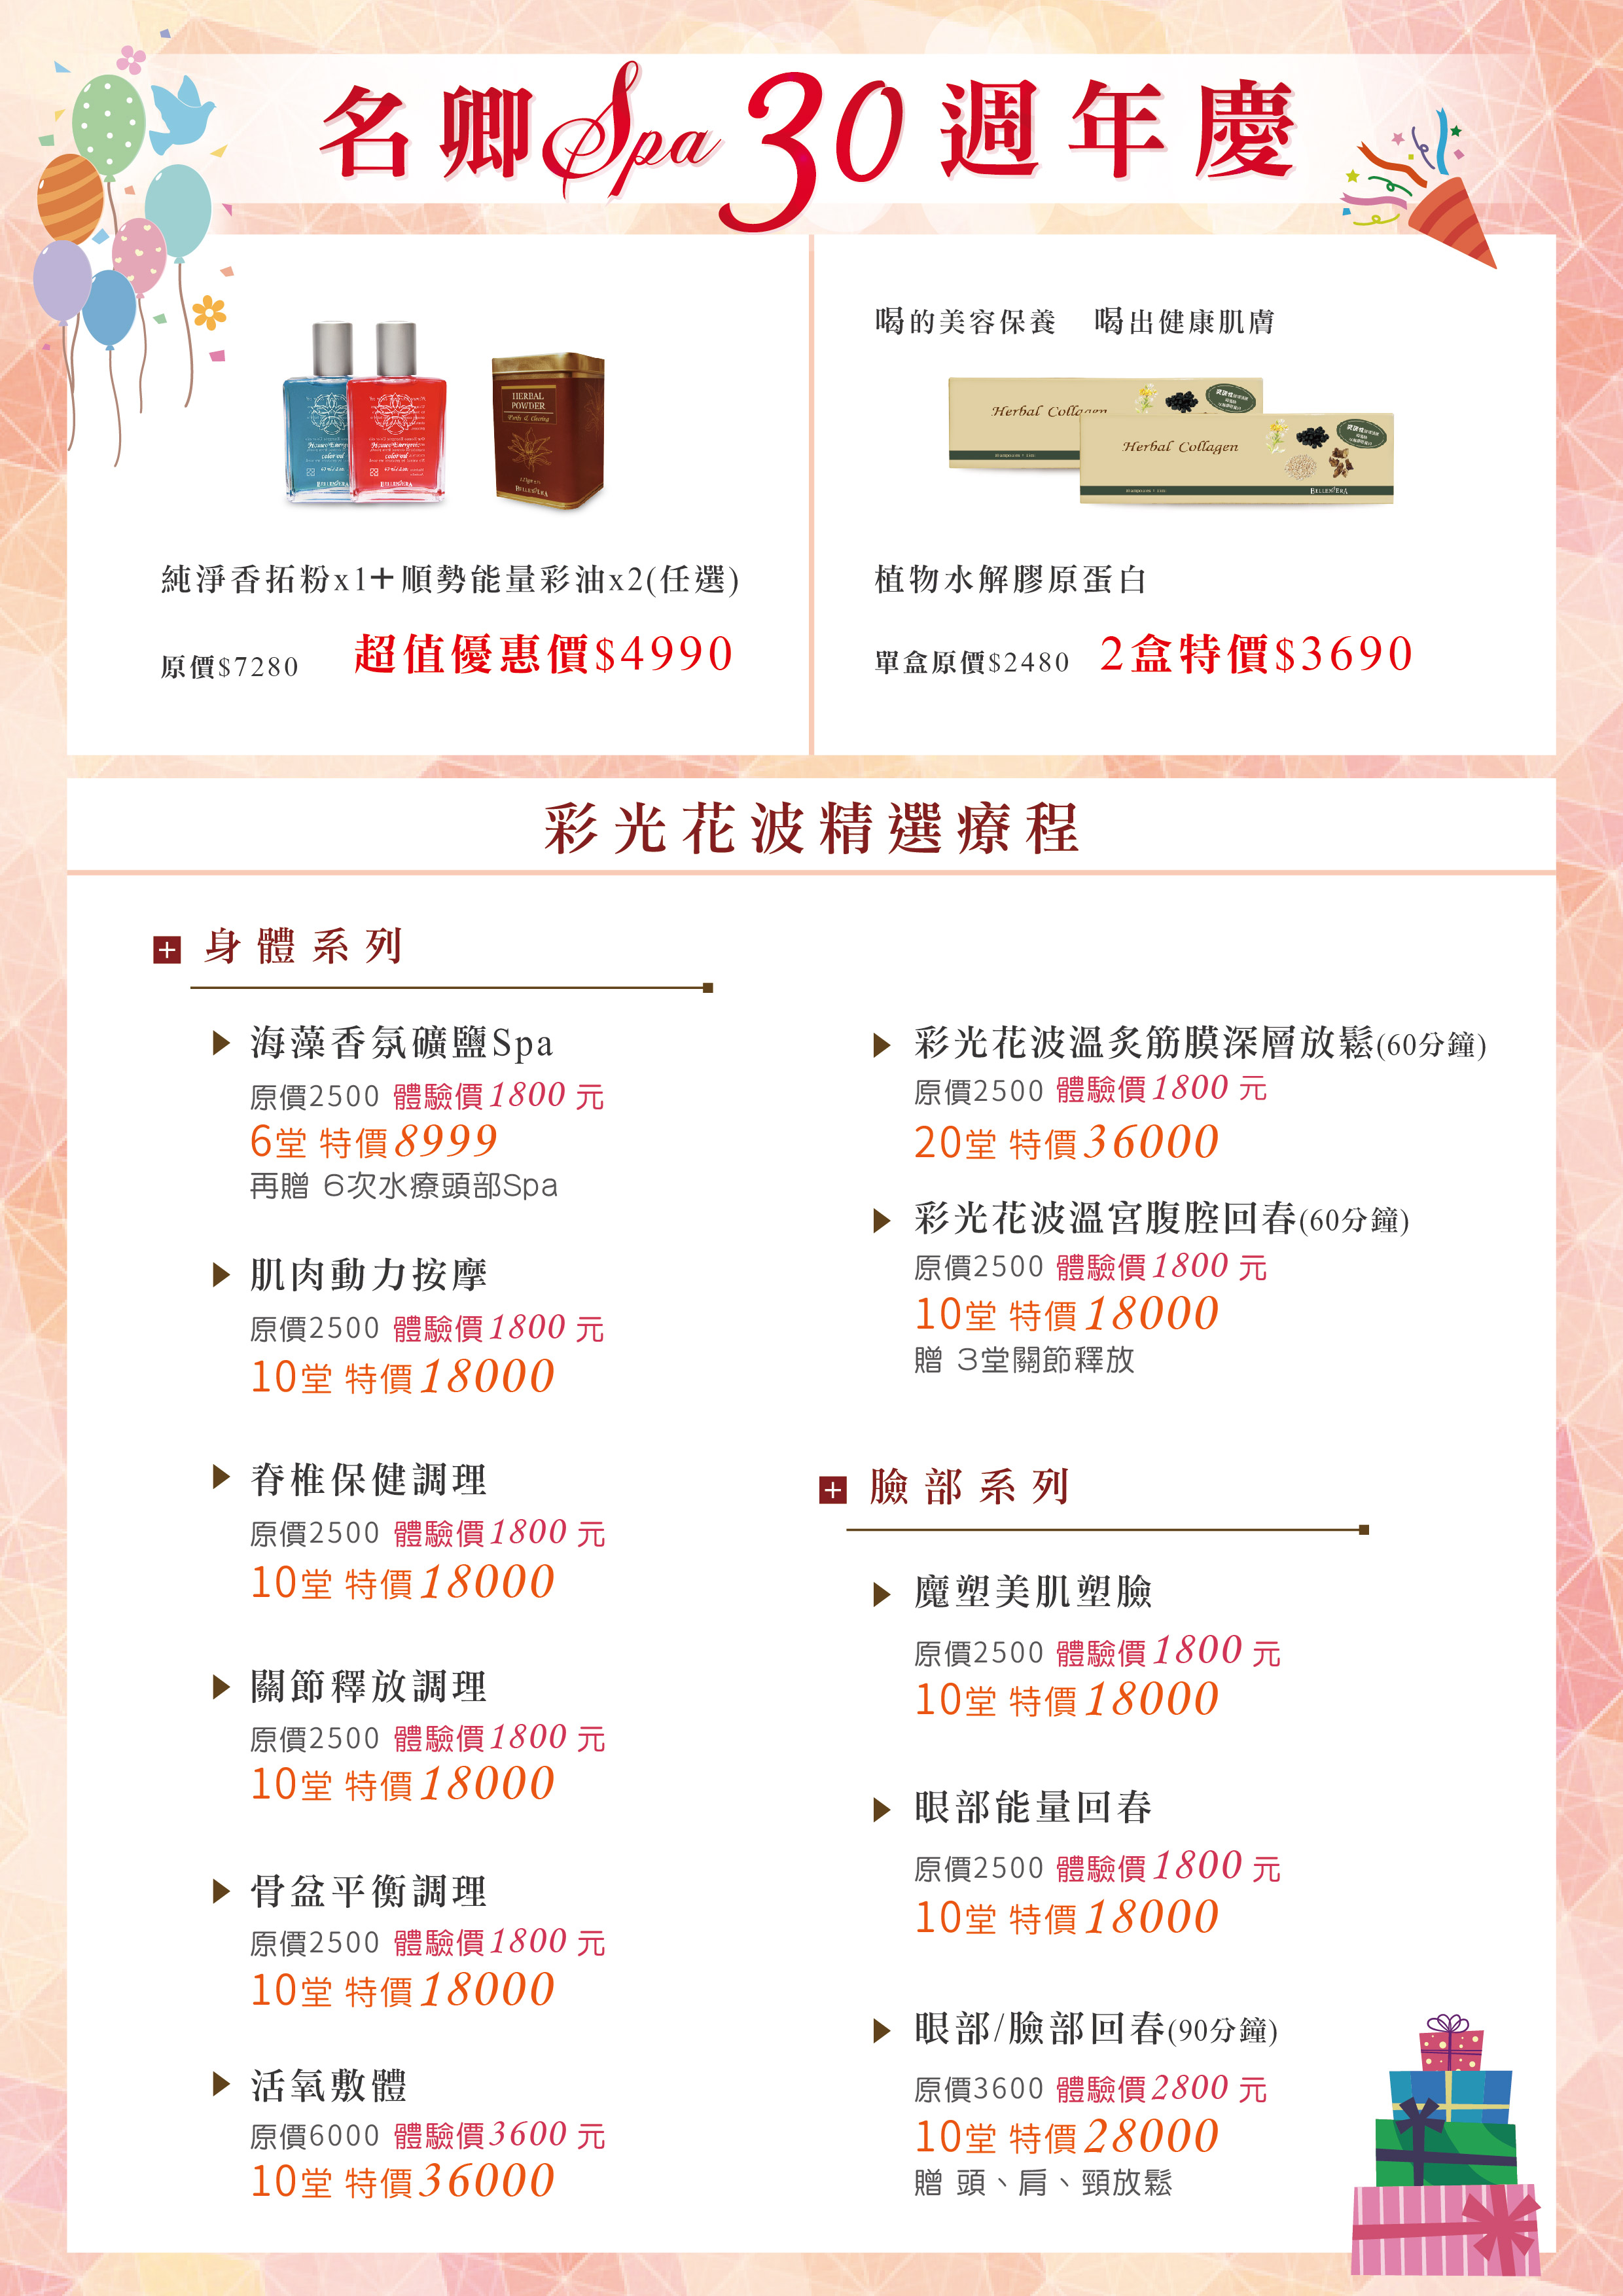 名卿Spa 30週年慶
HERBAL
POWDER
Purify & Clearing
BELLENS'ERA
BELLENS'ERA
BELLENS'ERA
純淨香拓粉x1+順勢能量彩油x2(任選)
原價$7280 超值優惠價$4990
喝的美容保養 喝出健康肌膚
Herbal Collagen
Herbal Collagen
BELLENS'ERA
植物水解膠原蛋白
單盒原價$2480 2盒特價$3690
彩光花波精選療程
身體系列
海藻香氛礦鹽Spa
原價2500 體驗價1800 元
6堂 特價8999
再贈 6次水療頭部Spa
肌肉動力按摩
原價2500 體驗價1800 元
10堂 特價18000
脊椎保健調理
原價2500 體驗價1800 元
10堂 特價18000
關節釋放調理
原價2500 體驗價1800 元
10堂 特價18000
骨盆平衡調理
原價2500 體驗價1800 元
10堂 特價18000
活氧敷體
原價6000 體驗價3600 元
10堂 特價36000
彩光花波溫炙筋膜深層放鬆(60分鐘)
原價2500 體驗價1800 元
20堂 特價36000
彩光花波溫宮腹腔回春(60分鐘)
原價2500 體驗價1800 元
10堂 特價18000
贈 3堂關節釋放
臉部系列
魔塑美肌塑臉
原價2500 體驗價1800 元
10堂 特價18000
眼部能量回春
原價2500 體驗價1800 元
10堂 特價18000
眼部/臉部回春(90分鐘)
原價3600 體驗價2800 元
10堂 特價28000
贈 頭、肩、頸放鬆